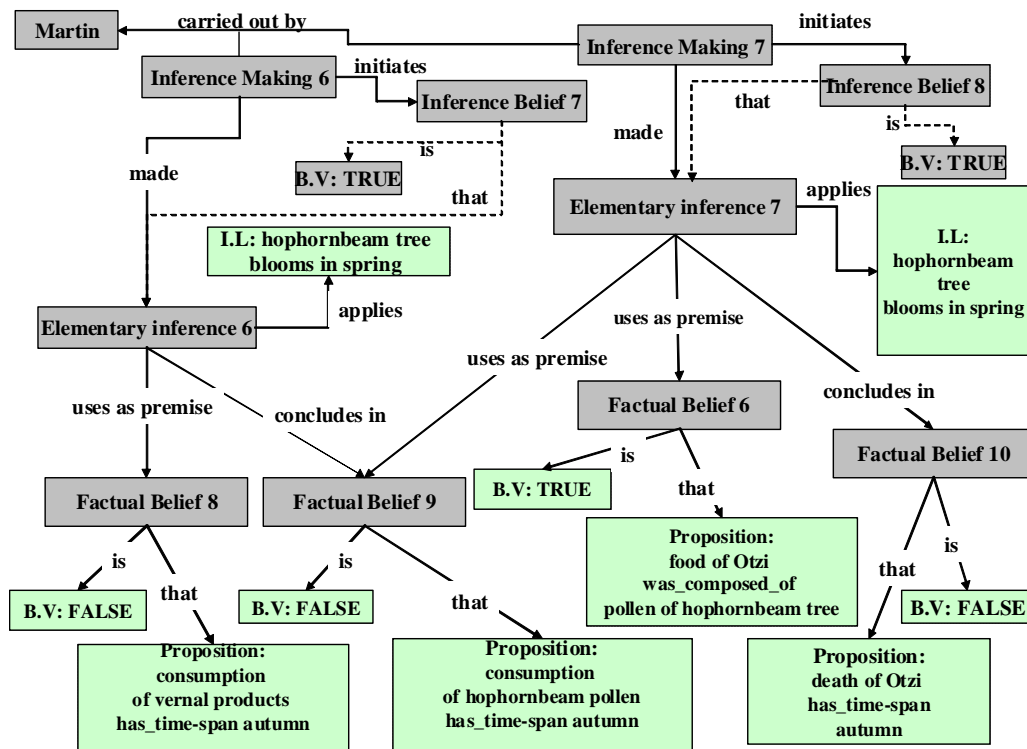 carried out by
initiates
Martin
Inference Making 7
Inference Making 6
initiates
Inference Belief 7
that
Inference Belief 8
made
is
is
B.V: TRUE
B.V: TRUE
made
that
applies
Elementary inference 7
I.L: hophornbeam tree
blooms in spring
I.L:
hophornbeam
tree
blooms in spring
Elementary inference 6
applies
uses as premise
uses as premise
uses as premise
concludes in
concludes in
Factual Belief 6
Factual Belief 10
is
B.V: TRUE
that
Factual Belief 8
Factual Belief 9
is
that
is
that
that
is
Proposition:
food of Otzi
was_composed_of
pollen of hophornbeam tree
B.V: FALSE
B.V: FALSE
B.V: FALSE
Proposition:
consumption
of vernal products
has_time-span autumn
Proposition:
consumption
of hophornbeam pollen
has_time-span autumn
Proposition:
death of Otzi
has_time-span
autumn